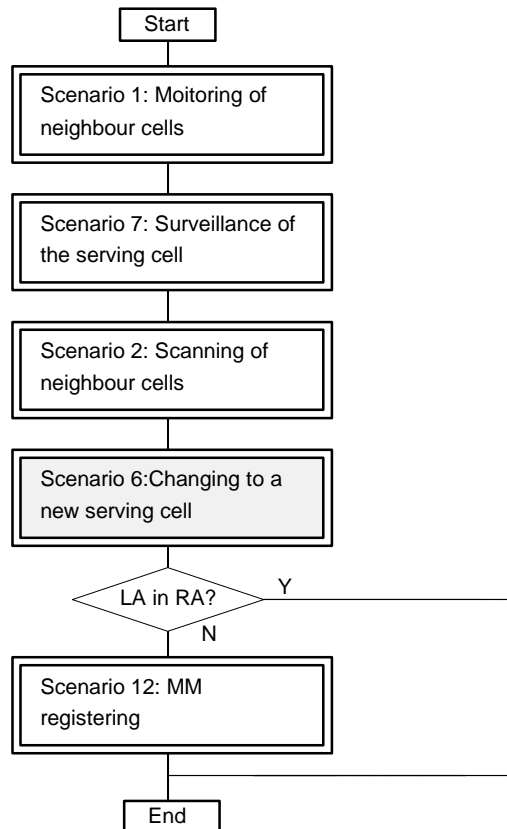 Start
Scenario 1: Moitoring of
neighbour cells
Scenario 7: Surveillance of
the serving cell
Scenario 2: Scanning of
neighbour cells
Scenario 6:Changing to a
new serving cell
LA in RA?
Y
N
Scenario 12: MM
registering
End